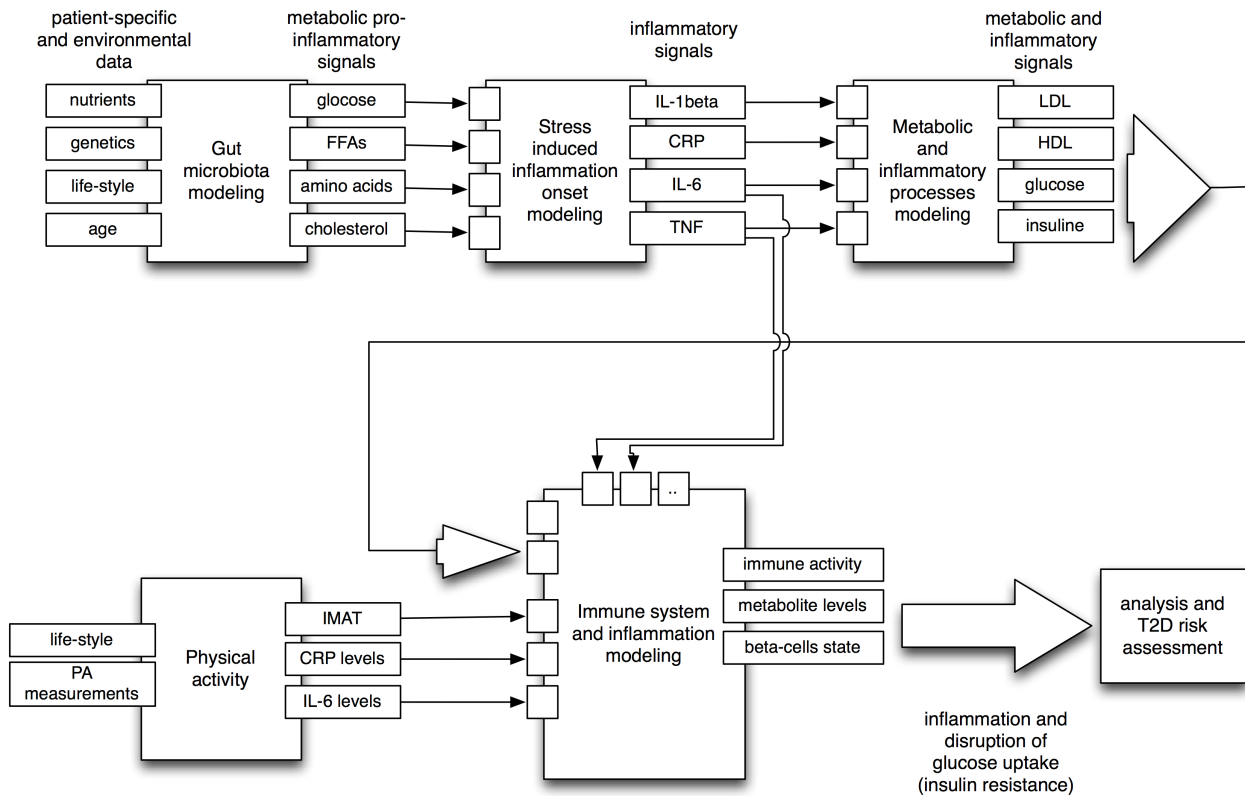 patient-specific
and environmental
data
metabolic pro-
inflammatory
signals
inflammatory
signals
metabolic and
inflammatory
signals
nutrients
genetics
life-style
age
Gut
microbiota
modeling
glocose
FFAs
amino acids
cholesterol
Stress
induced
inflammation
onset
modeling
IL-1beta
CRP
IL-6
TNF
Metabolic
and
inflammatory
processes
modeling
LDL
HDL
glucose
insuline
..
life-style
PA
measurements
Physical
activity
IMAT
CRP levels
IL-6 levels
Immune system
and inflammation
modeling
immune activity
metabolite levels
beta-cells state
analysis and
T2D risk
assessment
inflammation and
disruption of
glucose uptake
(insulin resistance)